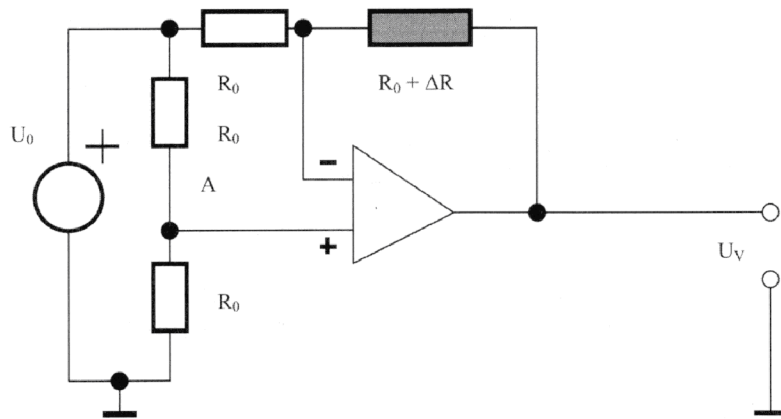 R₀
R₀ + ΔR
U₀
+
R₀
-
A
+
U_V
R₀